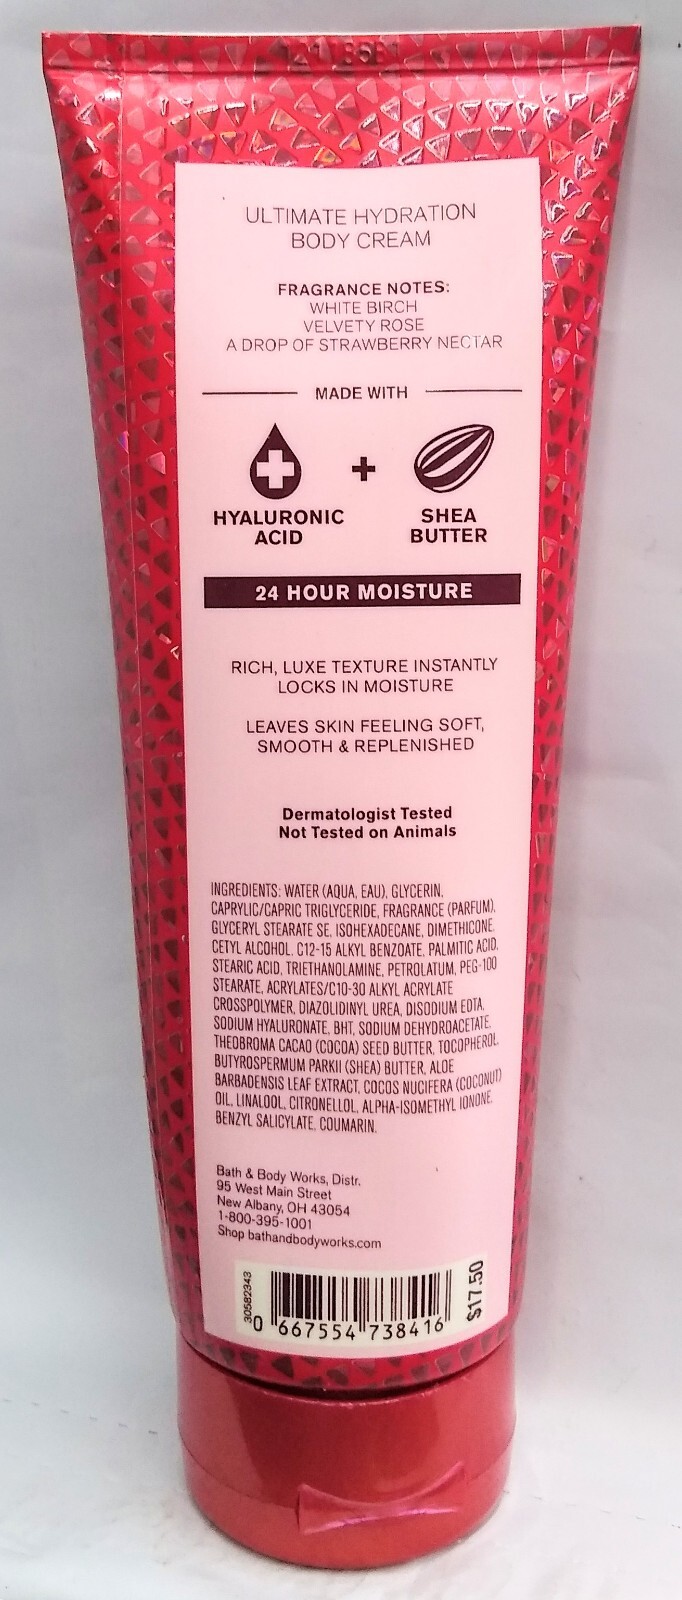 ULTIMATE HYDRATION
BODY CREAM
FRAGRANCE NOTES:
WHITE BIRCH
VELVETY ROSE
A DROP OF STRAWBERRY NECTAR
MADE WITH
HYALURONIC ACID
+
SHEA BUTTER
24 HOUR MOISTURE
RICH, LUXE TEXTURE INSTANTLY
LOCKS IN MOISTURE
LEAVES SKIN FEELING SOFT,
SMOOTH & REPLENISHED
Dermatologist Tested
Not Tested on Animals
INGREDIENTS: WATER (AQUA, EAU), GLYCERIN,
CAPRYLIC/CAPRIC TRIGLYCERIDE, FRAGRANCE (PARFUM),
GLYCERYL STEARATE SE, ISOHEXADECANE, DIMETHICONE,
CETYL ALCOHOL, C12-15 ALKYL BENZOATE, PALMITIC ACID,
STEARIC ACID, TRIETHANOLAMINE, PETROLATUM, PEG-100
STEARATE, ACRYLATES/C10-30 ALKYL ACRYLATE
CROSSPOLYMER, DIAZOLIDINYL UREA, DISODIUM EDTA,
SODIUM HYALURONATE, BHT, SODIUM DEHYDROACETATE,
THEOBROMA CACAO (COCOA) SEED BUTTER, TOCOPHEROL,
BUTYROSPERMUM PARKII (SHEA) BUTTER, ALOE
BARBADENSIS LEAF EXTRACT, COCOS NUCIFERA (COCONUT)
OIL, LINALOOL, CITRONELLOL, ALPHA-ISOMETHYL IONONE,
BENZYL SALICYLATE, COUMARIN.
Bath & Body Works, Distr.
95 West Main Street
New Albany, OH 43054
1-800-395-1001
Shop bathandbodyworks.com
30582343
0 667554 738416
$17.50